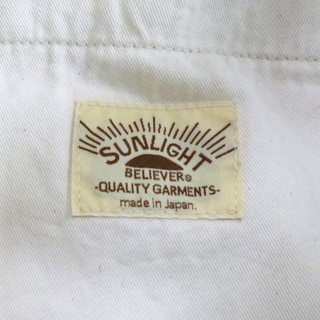 SUNLIGHT
BELIEVER®
-QUALITY GARMENTS-
made in Japan.